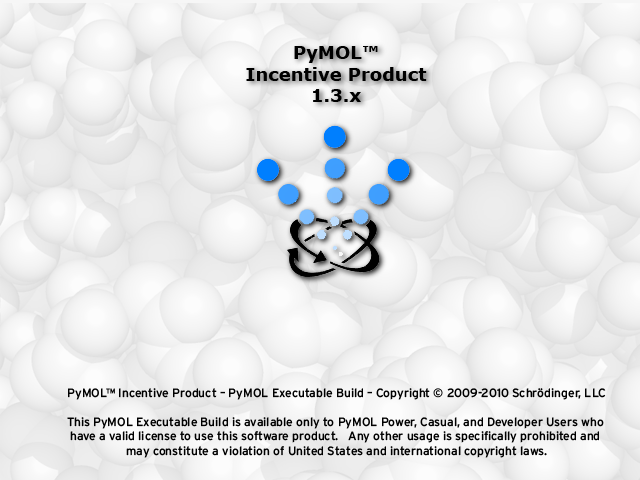 PyMOL™
Incentive Product
1.3.x
PyMOL™ Incentive Product – PyMOL Executable Build – Copyright © 2009-2010 Schrödinger, LLC
This PyMOL Executable Build is available only to PyMOL Power, Casual, and Developer Users who
have a valid license to use this software product. Any other usage is specifically prohibited and
may constitute a violation of United States and international copyright laws.